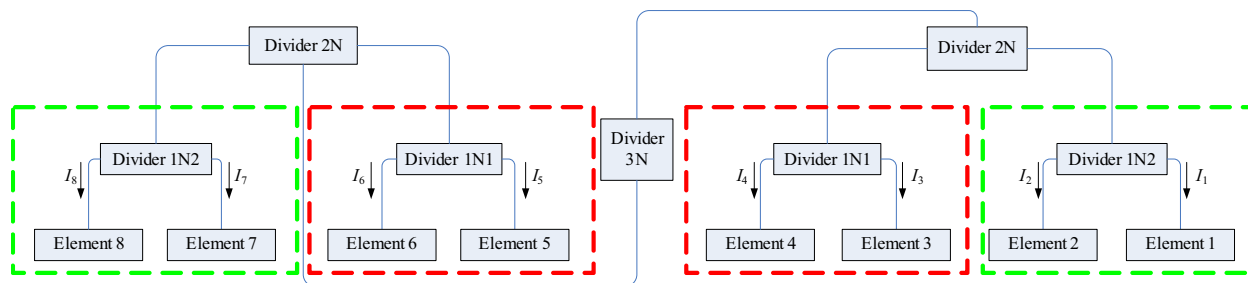 Divider 2N
Divider 2N
Divider
3N
Divider 1N2
Divider 1N1
Divider 1N1
Divider 1N2
I8
I7
I6
I5
I4
I3
I2
I1
Element 8
Element 7
Element 6
Element 5
Element 4
Element 3
Element 2
Element 1